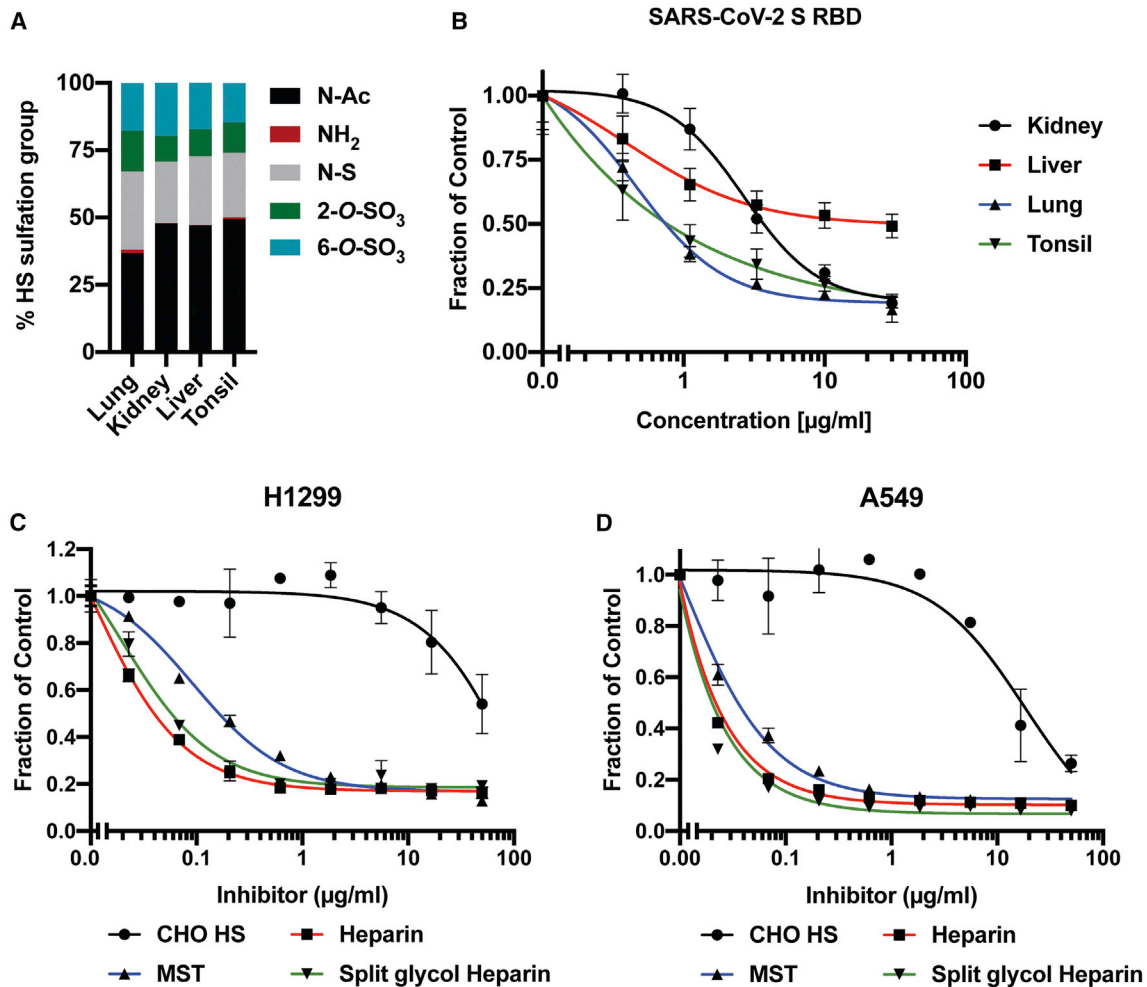 A
% HS sulfation group
100
75
50
25
0
Lung
Kidney
Liver
Tonsil
N-Ac
NH2
N-S
2-O-SO3
6-O-SO3
B
SARS-CoV-2 S RBD
Fraction of Control
1.00
0.75
0.50
0.25
0.00
0.0 1 10 100
Concentration [µg/ml]
Kidney
Liver
Lung
Tonsil
C
H1299
Fraction of Control
1.2
1.0
0.8
0.6
0.4
0.2
0.0
0.0 0.1 1 10 100
Inhibitor (µg/ml)
CHO HS Heparin
MST Split glycol Heparin
D
A549
Fraction of Control
1.0
0.8
0.6
0.4
0.2
0.0
0.00 0.1 1 10 100
Inhibitor (µg/ml)
CHO HS Heparin
MST Split glycol Heparin